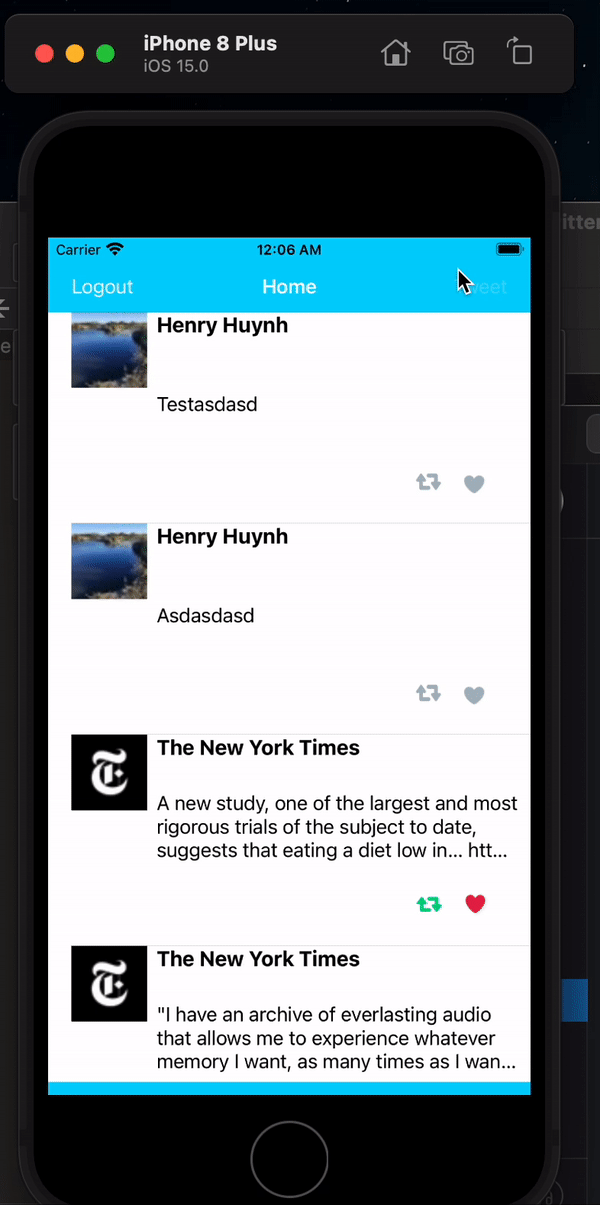 iPhone 8 Plus
iOS 15.0
itter
Carrier
12:06 AM
Logout
Home
Henry Huynh
Testasdasd
Henry Huynh
Asdasdasd
The New York Times
A new study, one of the largest and most
rigorous trials of the subject to date,
suggests that eating a diet low in... htt...
The New York Times
"I have an archive of everlasting audio
that allows me to experience whatever
memory I want, as many times as I wan...